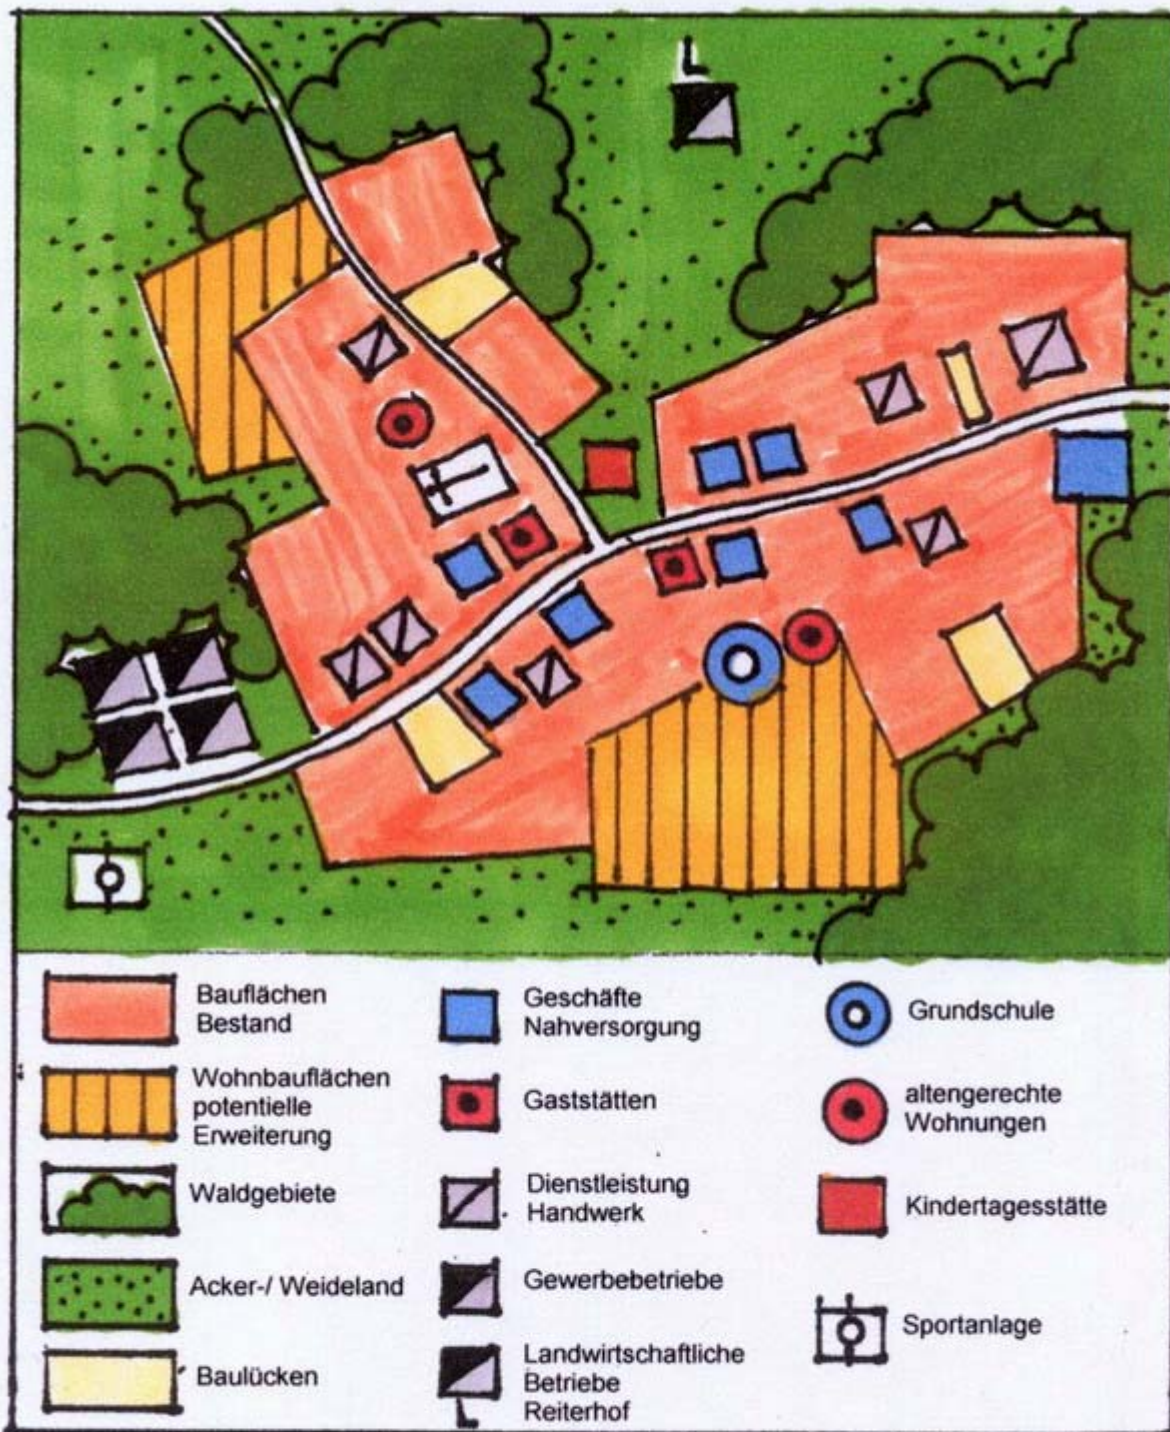 Bauflächen
Bestand
Wohnbauflächen
potentielle
Erweiterung
Waldgebiete
Acker-/ Weideland
Baulücken
Geschäfte
Nahversorgung
Gaststätten
Dienstleistung
Handwerk
Gewerbebetriebe
Landwirtschaftliche
Betriebe
Reiterhof
Grundschule
altengerechte
Wohnungen
Kindertagesstätte
Sportanlage